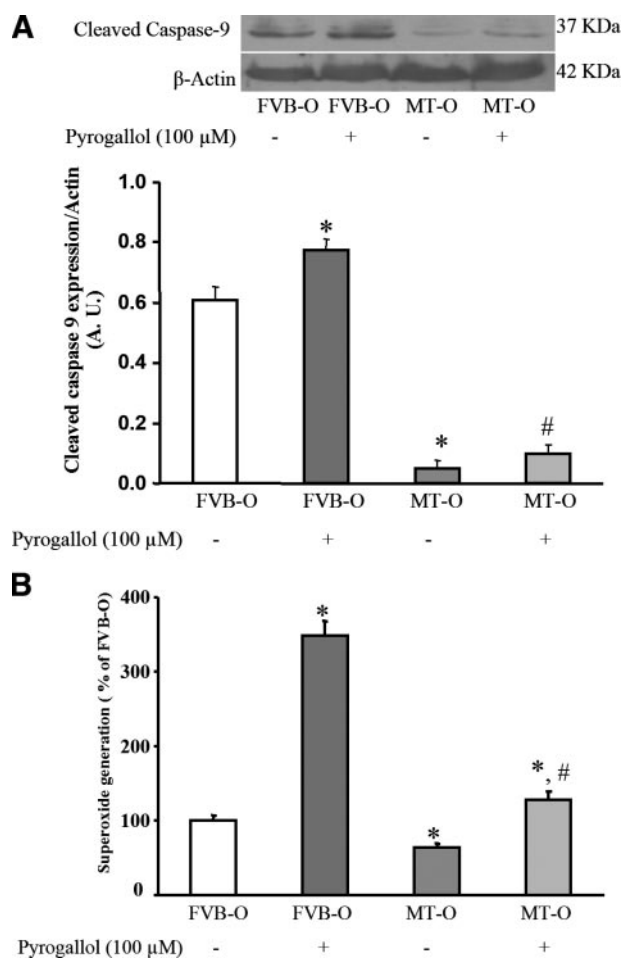 A
Cleaved Caspase-9
37 KDa
β-Actin
42 KDa
FVB-O FVB-O MT-O MT-O
Pyrogallol (100 µM) - + - +
Cleaved caspase 9 expression/Actin
(A. U.)
1.0
0.8
0.6
0.4
0.2
0.0
*
*
#
FVB-O FVB-O MT-O MT-O
Pyrogallol (100 µM) - + - +
B
Superoxide generation ( % of FVB-O)
400
300
200
100
0
*
*
*, #
FVB-O FVB-O MT-O MT-O
Pyrogallol (100 µM) - + - +